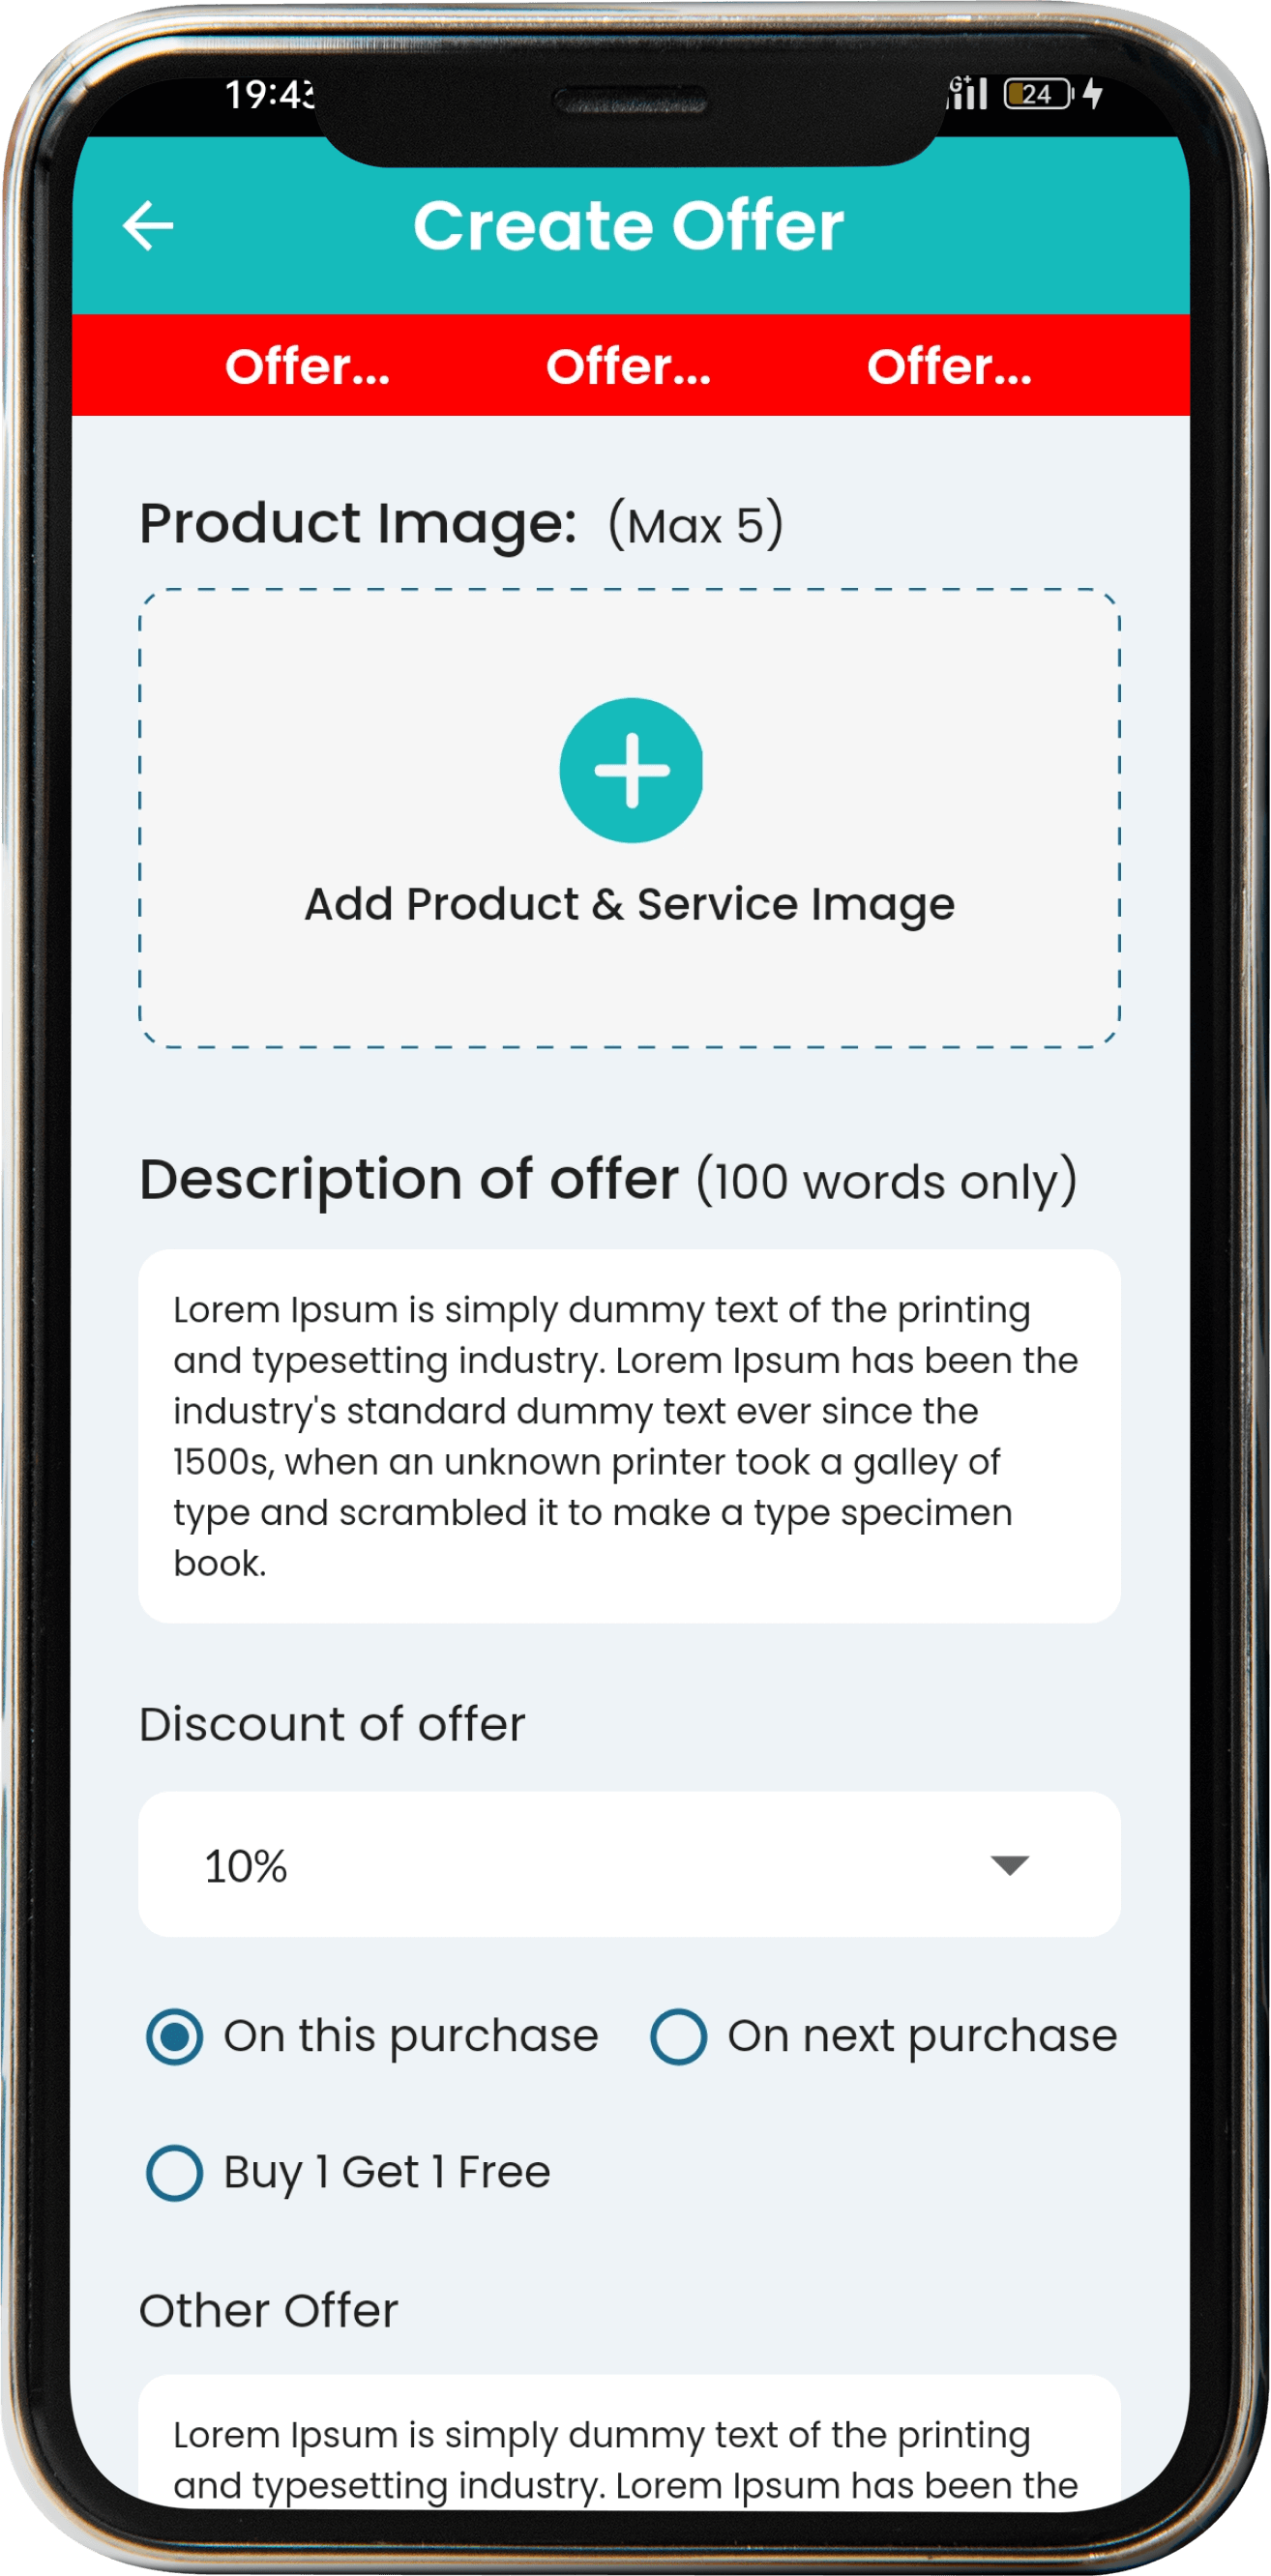 24
Create Offer
Offer... Offer... Offer...
Product Image: (Max 5)
Add Product & Service Image
Description of offer (100 words only)
Lorem Ipsum is simply dummy text of the printing
and typesetting industry. Lorem Ipsum has been the
industry's standard dummy text ever since the
1500s, when an unknown printer took a galley of
type and scrambled it to make a type specimen
book.
Discount of offer
10%
On this purchase On next purchase
Buy 1 Get 1 Free
Other Offer
Lorem Ipsum is simply dummy text of the printing
and typesetting industry. Lorem Ipsum has been the